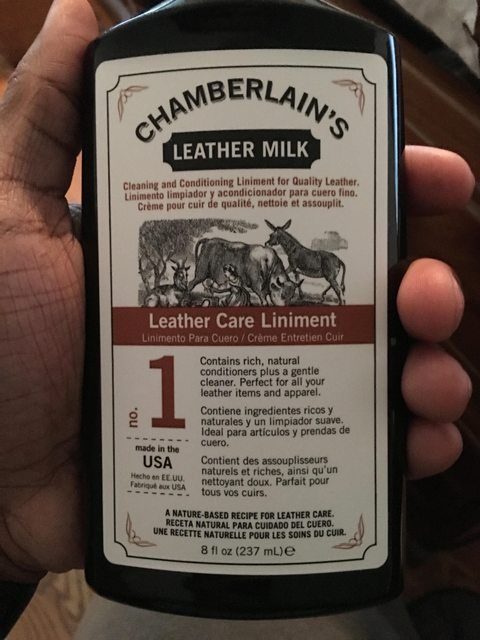 CHAMBERLAIN'S
LEATHER MILK
Cleaning and Conditioning Liniment for Quality Leather.
Linimento limpiador y acondicionador para cuero fino.
Crème pour cuir de qualité, nettoie et assouplit.
Leather Care Liniment
Linimento Para Cuero / Crème Entretien Cuir
no. 1
made in the
USA
Hecho en EE.UU.
Fabriqué aux USA
Contains rich, natural
conditioners plus a gentle
cleaner. Perfect for all your
leather items and apparel.
Contiene ingredientes ricos y
naturales y un limpiador suave.
Ideal para artículos y prendas de
cuero.
Contient des assouplisseurs
naturels et riches, ainsi qu'un
nettoyant doux. Parfait pour
tous vos cuirs.
A NATURE-BASED RECIPE FOR LEATHER CARE.
RECETA NATURAL PARA CUIDADO DEL CUERO.
UNE RECETTE NATURELLE POUR LES SOINS DU CUIR.
8 fl oz (237 mL) ℮